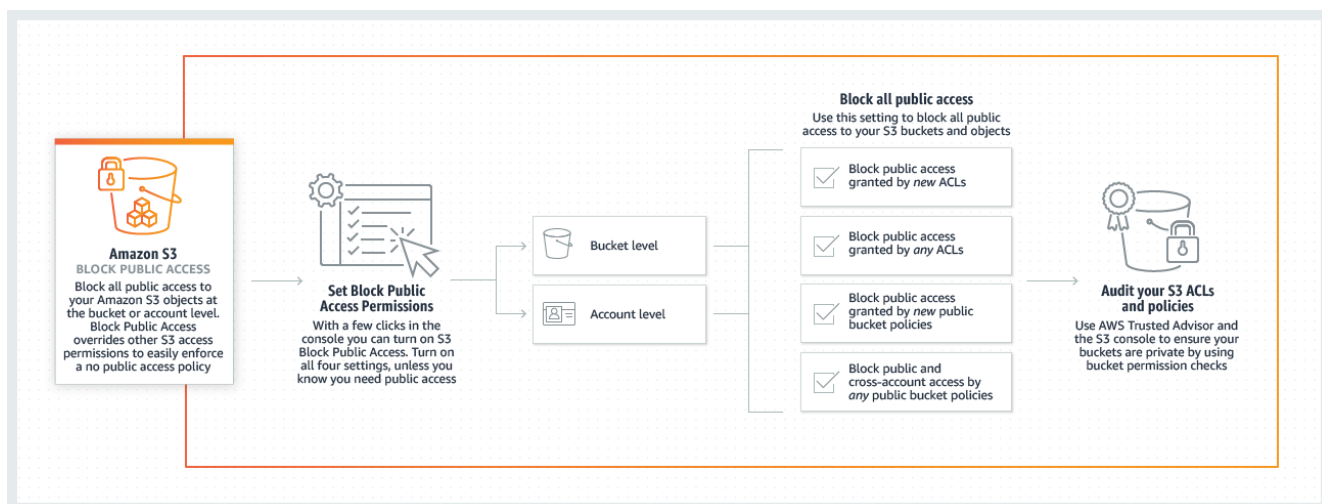 Amazon S3
BLOCK PUBLIC ACCESS
Block all public access to
your Amazon S3 objects at
the bucket or account level.
Block Public Access
overrides other S3 access
permissions to easily enforce
a no public access policy
Set Block Public
Access Permissions
With a few clicks in the
console you can turn on S3
Block Public Access. Turn on
all four settings, unless you
know you need public access
Bucket level
Account level
Block all public access
Use this setting to block all public
access to your S3 buckets and objects
Block public access
granted by new ACLs
Block public access
granted by any ACLs
Block public access
granted by new public
bucket policies
Block public and
cross-account access by
any public bucket policies
Audit your S3 ACLs
and policies
Use AWS Trusted Advisor and
the S3 console to ensure your
buckets are private by using
bucket permission checks